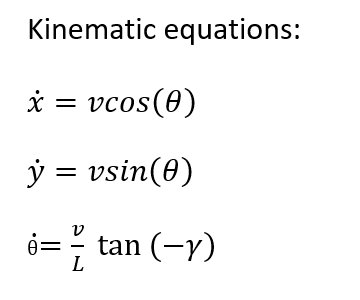 Kinematic equations:
ẋ = vcos(θ)
ẏ = vsin(θ)
θ̇= v/L tan (−γ)